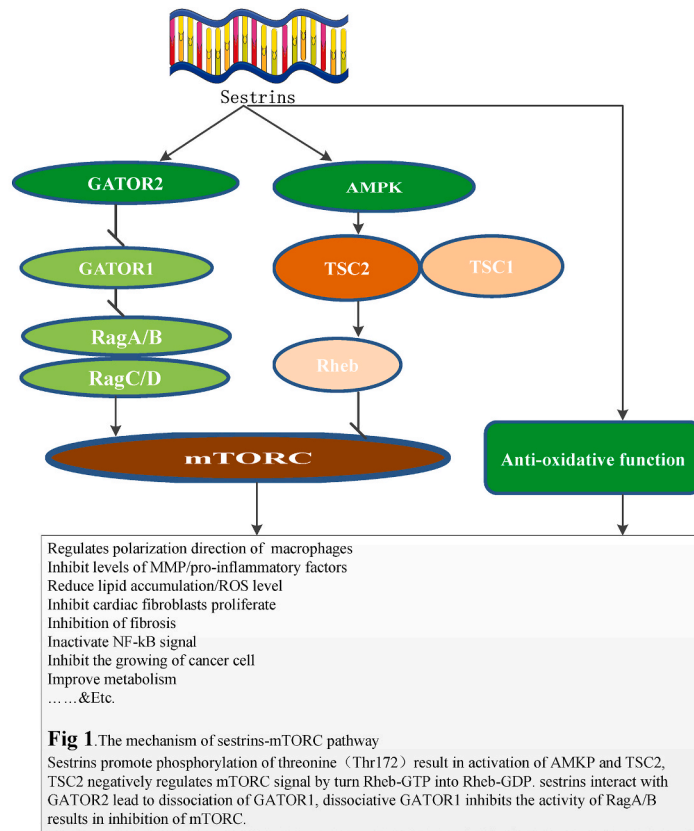 Sestrins
GATOR2
AMPK
GATOR1
TSC2
TSC1
RagA/B
RagC/D
Rheb
mTORC
Anti-oxidative function
Regulates polarization direction of macrophages
Inhibit levels of MMP/pro-inflammatory factors
Reduce lipid accumulation/ROS level
Inhibit cardiac fibroblasts proliferate
Inhibition of fibrosis
Inactivate NF-kB signal
Inhibit the growing of cancer cell
Improve metabolism
……&Etc.
Fig 1.The mechanism of sestrins-mTORC pathway
Sestrins promote phosphorylation of threonine（Thr172）result in activation of AMKP and TSC2,
TSC2 negatively regulates mTORC signal by turn Rheb-GTP into Rheb-GDP. sestrins interact with
GATOR2 lead to dissociation of GATOR1, dissociative GATOR1 inhibits the activity of RagA/B
results in inhibition of mTORC.